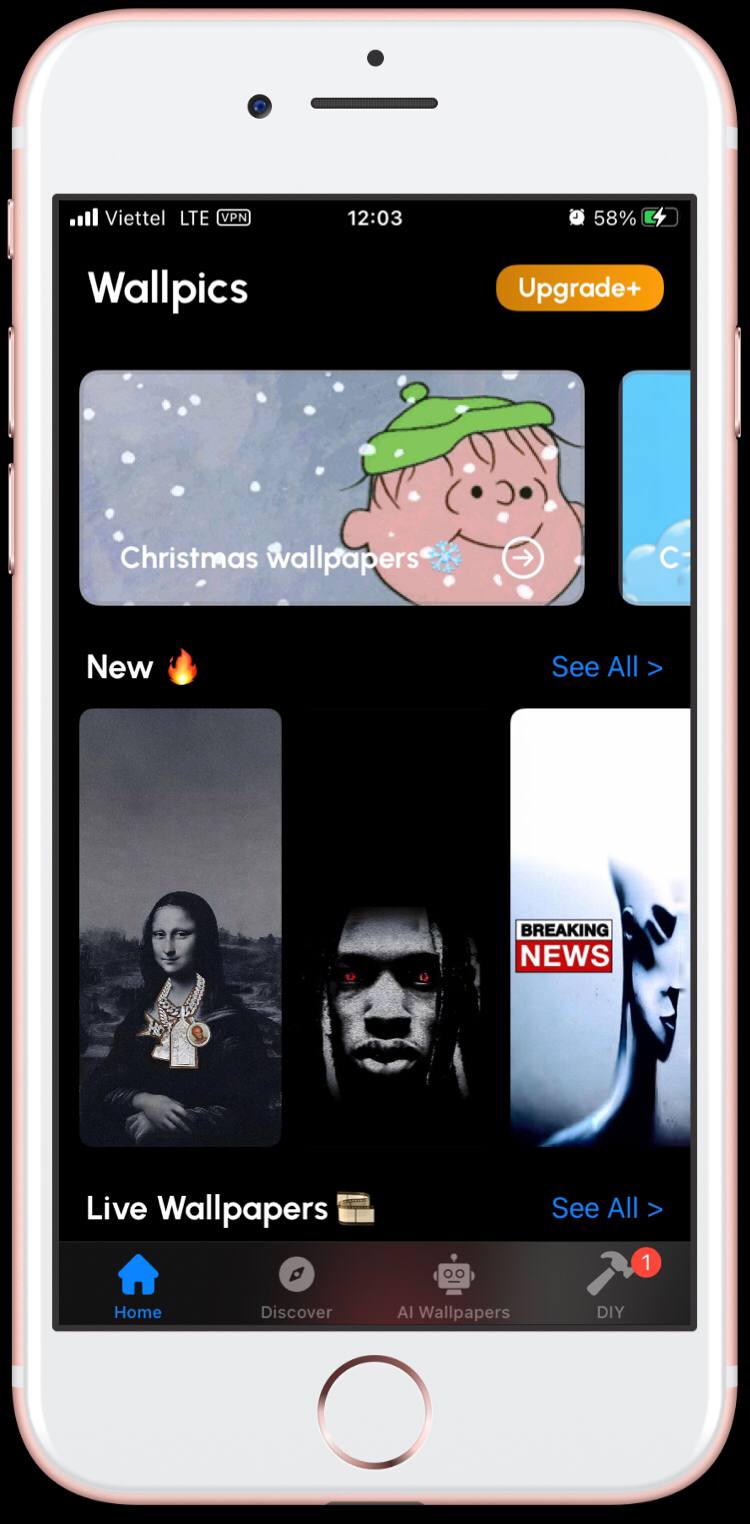 Viettel LTE VPN 12:03 58%
Wallpics Upgrade+
Christmas wallpapers❄️ C
New 🔥 See All >
BREAKING
NEWS
Live Wallpapers🎞️ See All >
1
Home Discover AI Wallpapers DIY